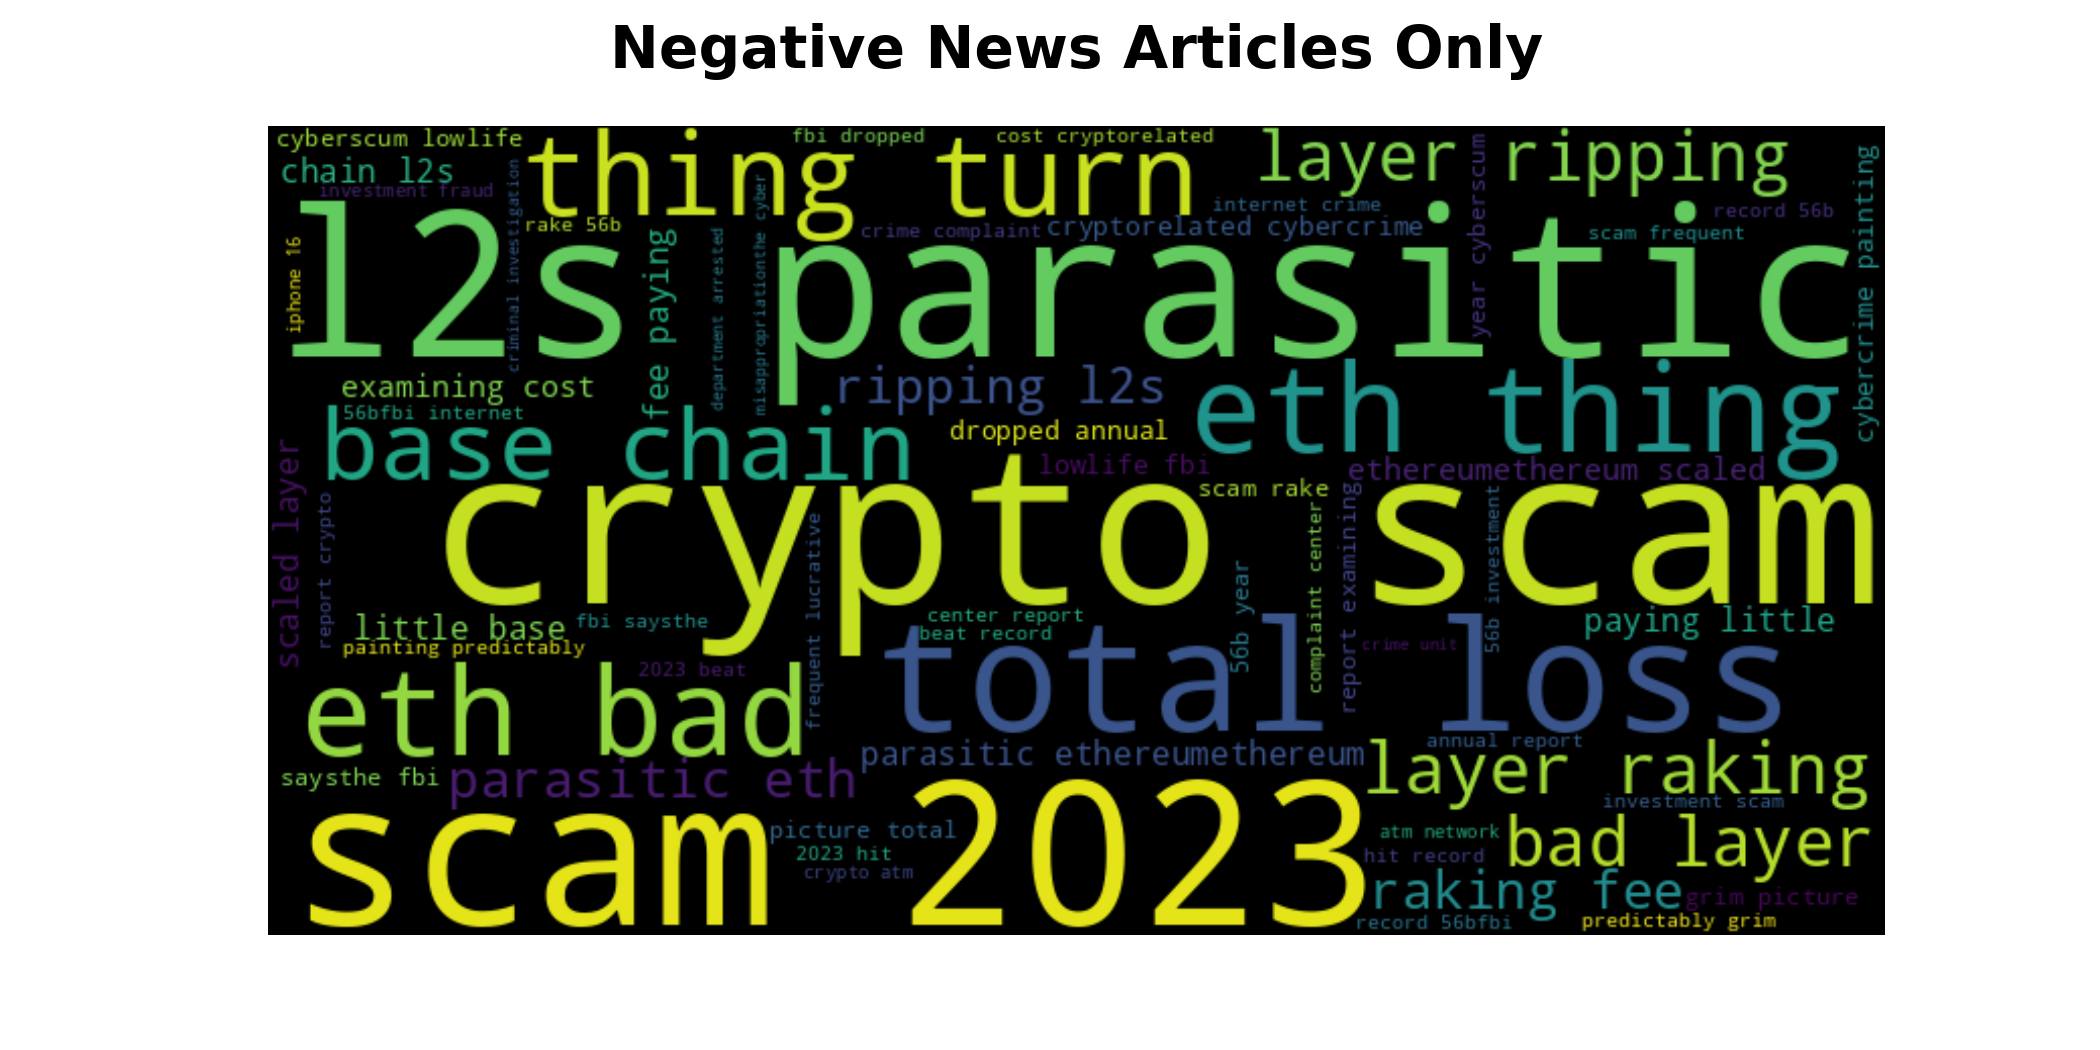 Negative News Articles Only
cyberscum lowlife
thing turn
fbi dropped
cost cryptorelated
layer ripping
chain l2s
investment fraud
criminal investigation
misappropriationthe cyber
year cyberscum
cybercrime painting
l2s parasitic
rake 56b
crime complaint
cryptorelated cybercrime
internet crime
record 56b
scam frequent
iphone 16
fee paying
department arrested
examining cost
56bfbi internet
ripping l2s
eth thing
base chain
dropped annual
lowlife fbi
ethereumethereum scaled
scaled layer
report crypto
crypto scam
scam rake
frequent lucrative
56b year
complaint center
report examining
56b investment
little base
fbi saysthe
center report
beat record
paying little
painting predictably
2023 beat
total loss
crime unit
eth bad
annual report
parasitic ethereumethereum
layer raking
saysthe fbi
parasitic eth
investment scam
scam 2023
picture total
2023 hit
crypto atm
atm network
bad layer
hit record
raking fee
grim picture
record 56bfbi
predictably grim